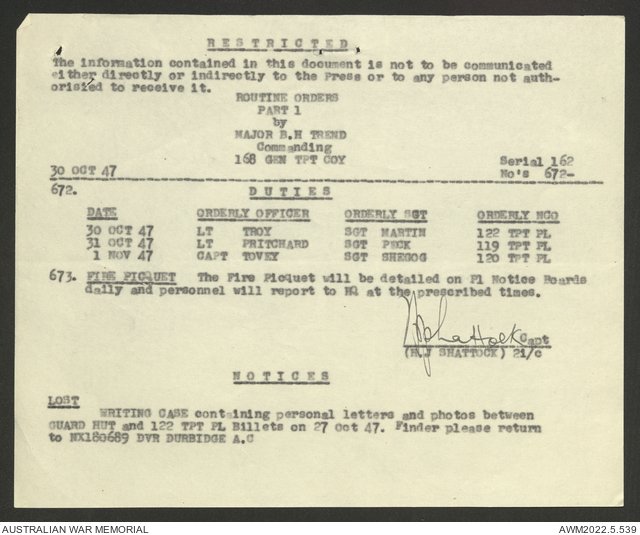 RESTRICTED
The information contained in this document is not to be communicated
either directly or indirectly to the Press or to any person not auth-
orisied to receive it.
ROUTINE ORDERS
PART 1
by
MAJOR B.H TREND
Commanding
168 GEN TPT COY
Serial 162
30 OCT 47
No's 672-
672. DUTIES
DATE ORDERLY OFFICER ORDERLY SGT ORDERLY NCO
30 OCT 47 LT TROY SGT MARTIN 122 TPT PL
31 OCT 47 LT PRITCHARD SGT PECK 119 TPT PL
1 NOV 47 CAPT TOVEY SGT SHEGOG 120 TPT PL
673. FIRE PICQUET The Fire Picquet will be detailed on Pl Notice Boards
daily and personnel will report to HQ at the prescribed times.
Shattock Capt
(H.J SHATTOCK) 2i/c
NOTICES
LOST
WRITING CASE containing personal letters and photos between
GUARD HUT and 122 TPT PL Billets on 27 Oct 47. Finder please return
to NX180689 DVR DURBIDGE A.C
AUSTRALIAN WAR MEMORIAL
AWM2022.5.539